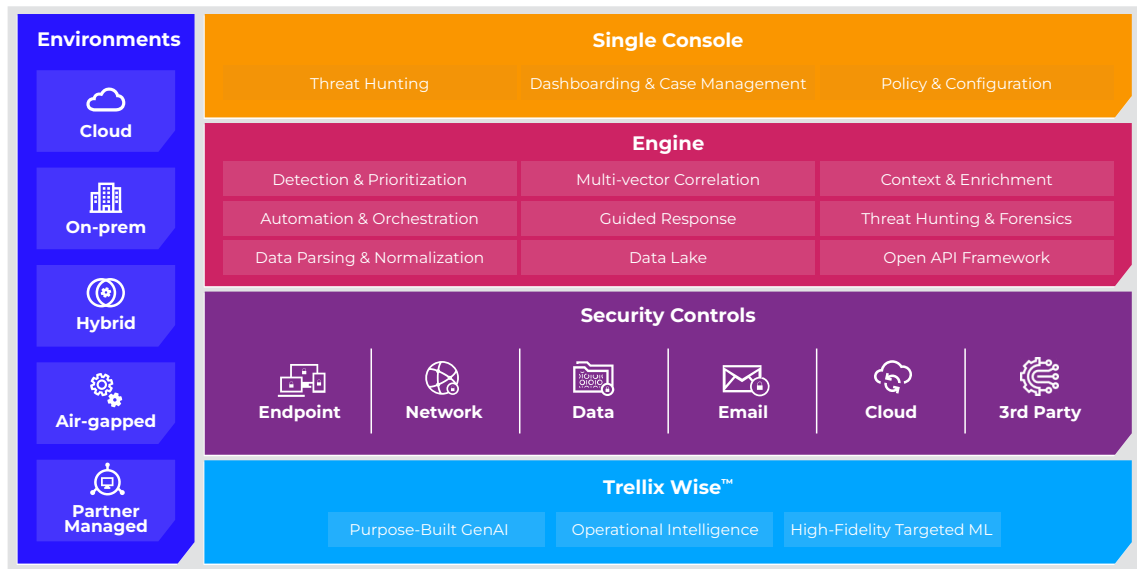 Environments
Cloud
On-prem
Hybrid
Air-gapped
Partner
Managed
Single Console
Threat Hunting
Dashboarding & Case Management
Policy & Configuration
Engine
Detection & Prioritization
Multi-vector Correlation
Context & Enrichment
Automation & Orchestration
Guided Response
Threat Hunting & Forensics
Data Parsing & Normalization
Data Lake
Open API Framework
Security Controls
Endpoint
Network
Data
Email
Cloud
3rd Party
Trellix Wise™
Purpose-Built GenAI
Operational Intelligence
High-Fidelity Targeted ML